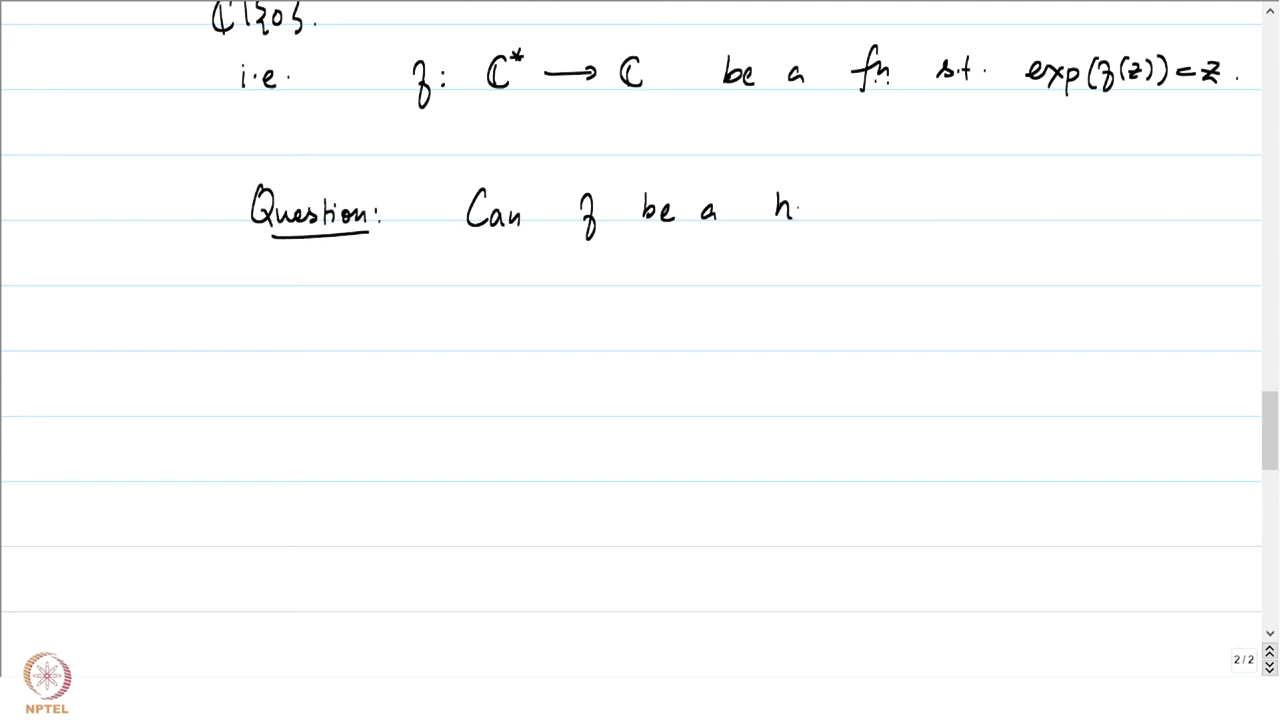 ℂ\{0}.
i.e. f: ℂ* → ℂ be a fn s.t. exp(f(z)) = z.
Question: Can f be a h
2/2
NPTEL